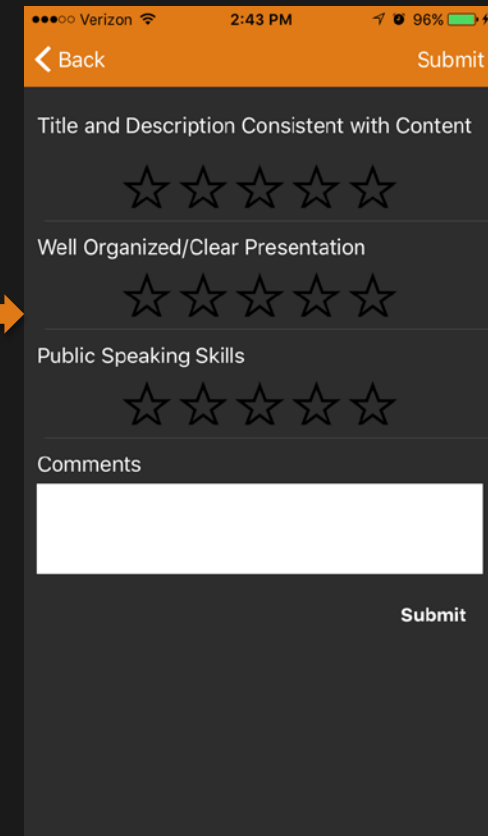 Verizon 2:43 PM 96%
Back Submit
Title and Description Consistent with Content
Well Organized/Clear Presentation
Public Speaking Skills
Comments
Submit